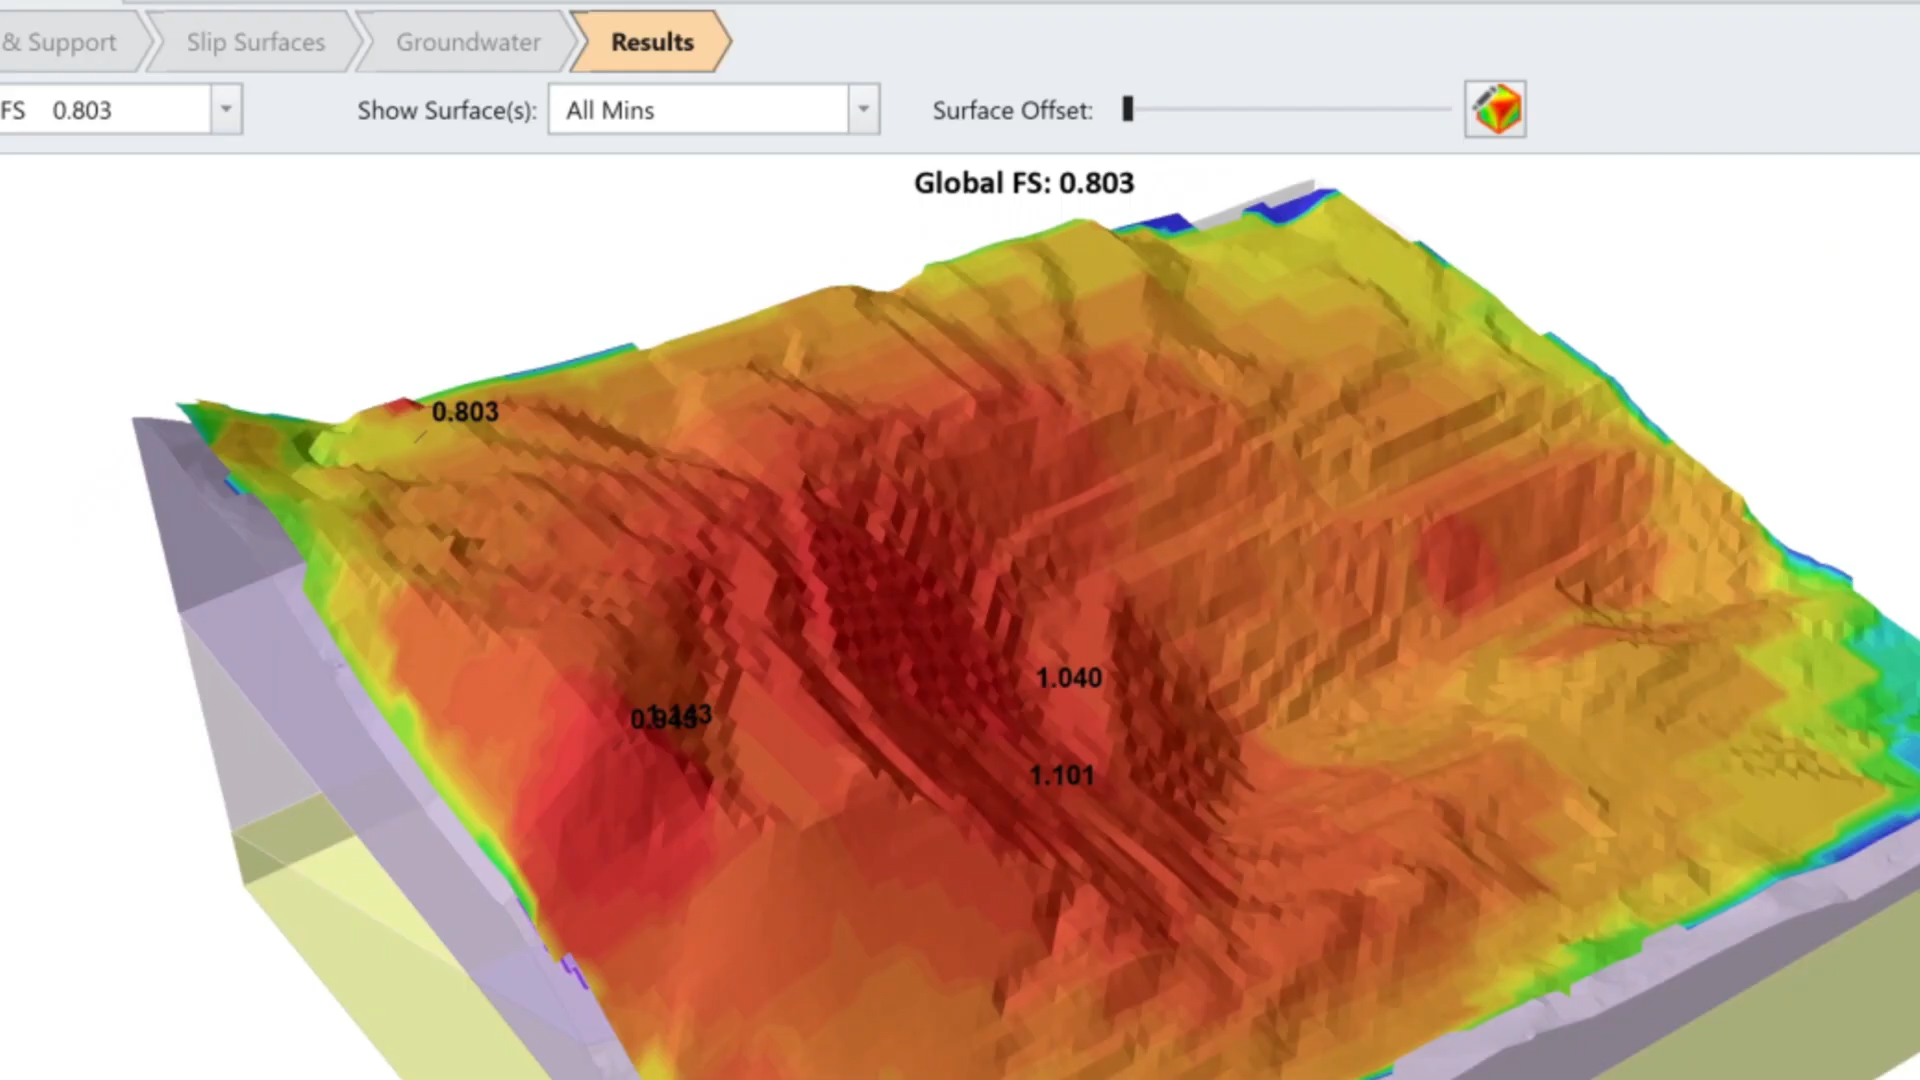 & Support Slip Surfaces Groundwater Results
FS 0.803 Show Surface(s): All Mins Surface Offset:
Global FS: 0.803
0.803
1.040
1.101